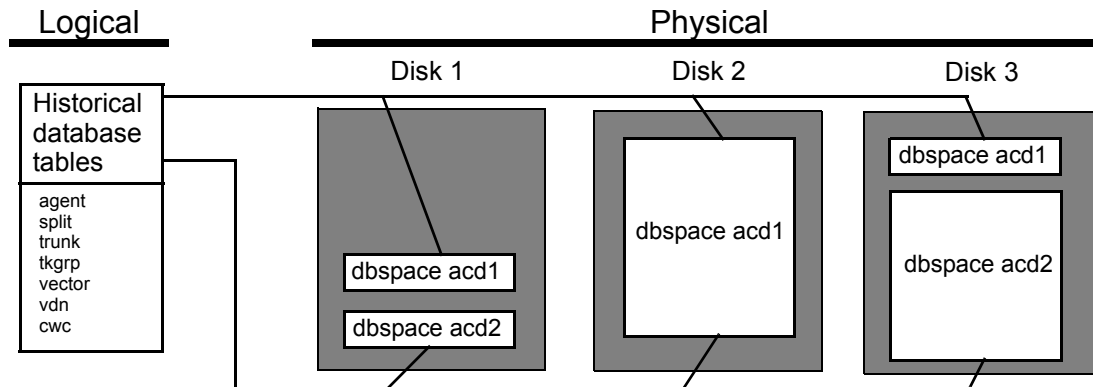 Logical
Physical
Disk 1
Disk 2
Disk 3
Historical
database
tables
agent
split
trunk
tkgrp
vector
vdn
cwc
dbspace acd1
dbspace acd2
dbspace acd1
dbspace acd1
dbspace acd2